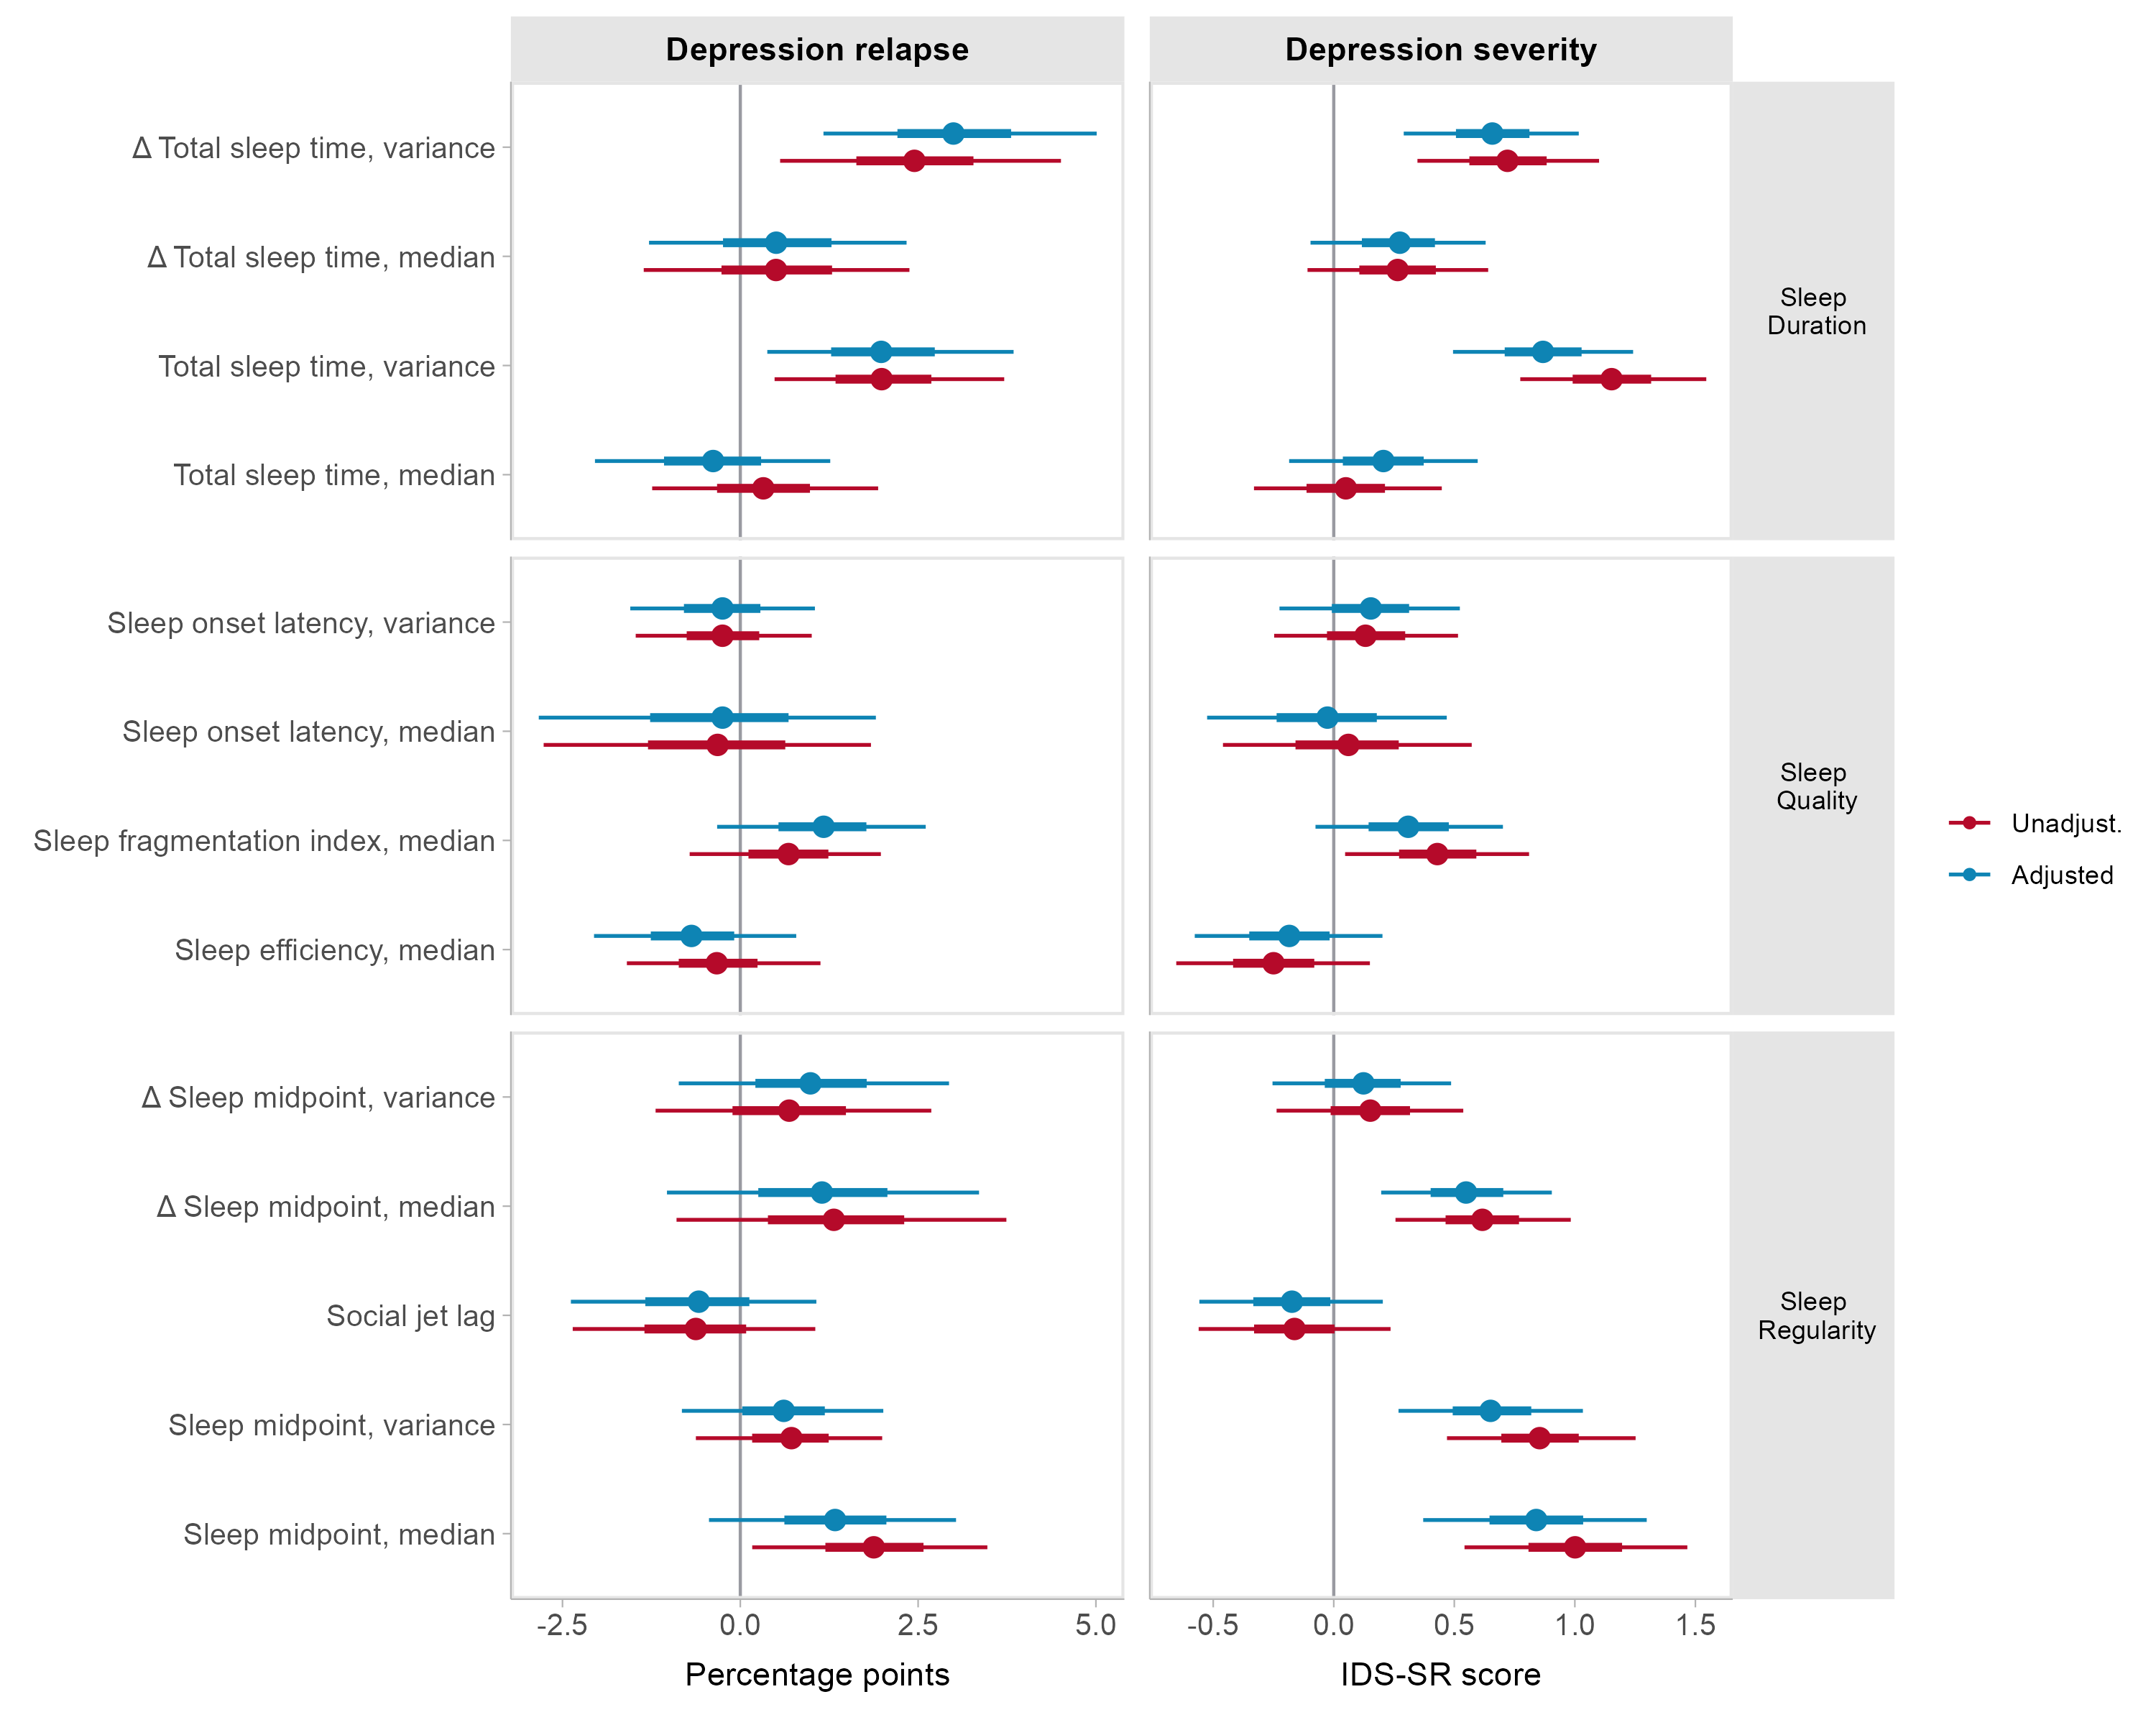 Depression relapse
Depression severity
Δ Total sleep time, variance
Δ Total sleep time, median
Total sleep time, variance
Total sleep time, median
Sleep
Duration
Sleep onset latency, variance
Sleep onset latency, median
Sleep fragmentation index, median
Sleep efficiency, median
Sleep
Quality
Δ Sleep midpoint, variance
Δ Sleep midpoint, median
Social jet lag
Sleep midpoint, variance
Sleep midpoint, median
Sleep
Regularity
-2.5 0.0 2.5 5.0
-0.5 0.0 0.5 1.0 1.5
Percentage points
IDS-SR score
Unadjust.
Adjusted